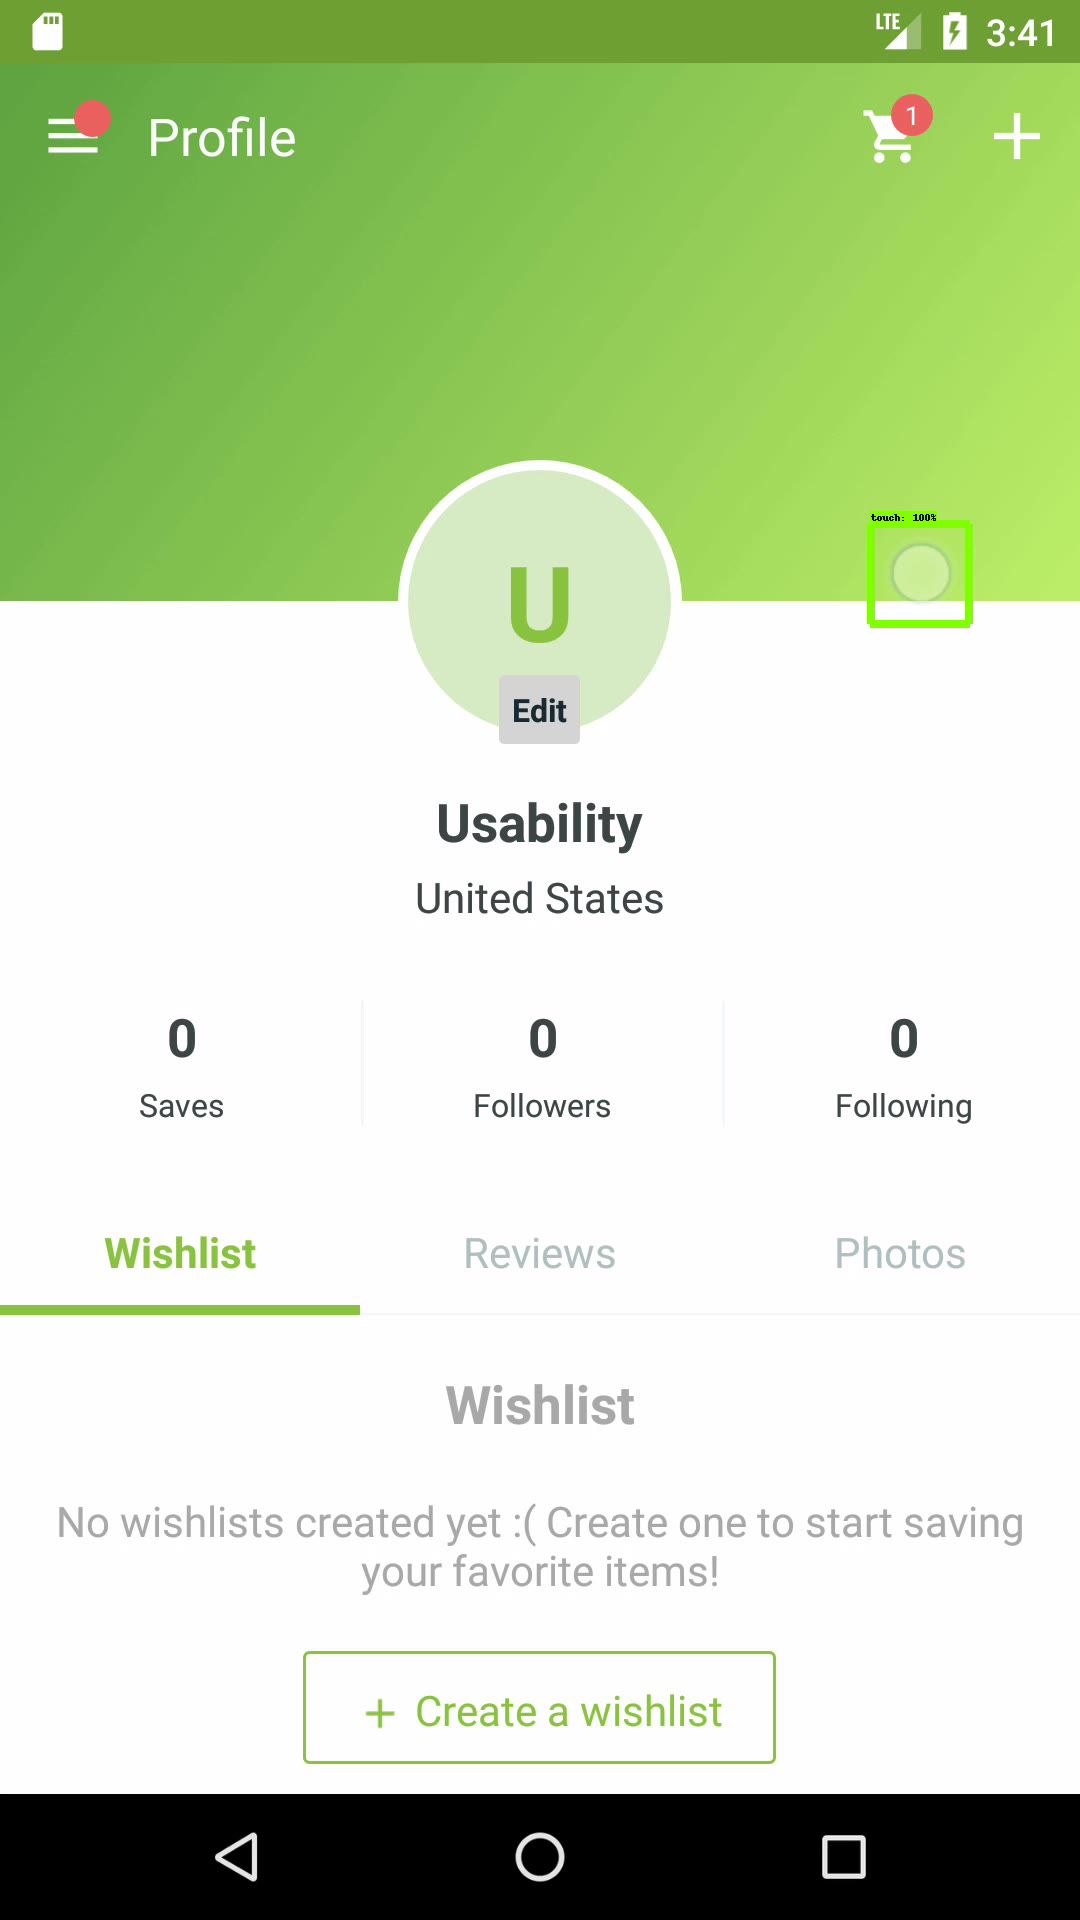 LTE 3:41
Profile 1
touch: 100%
U
Edit
Usability
United States
0 0 0
Saves Followers Following
Wishlist Reviews Photos
Wishlist
No wishlists created yet :( Create one to start saving
your favorite items!
+ Create a wishlist